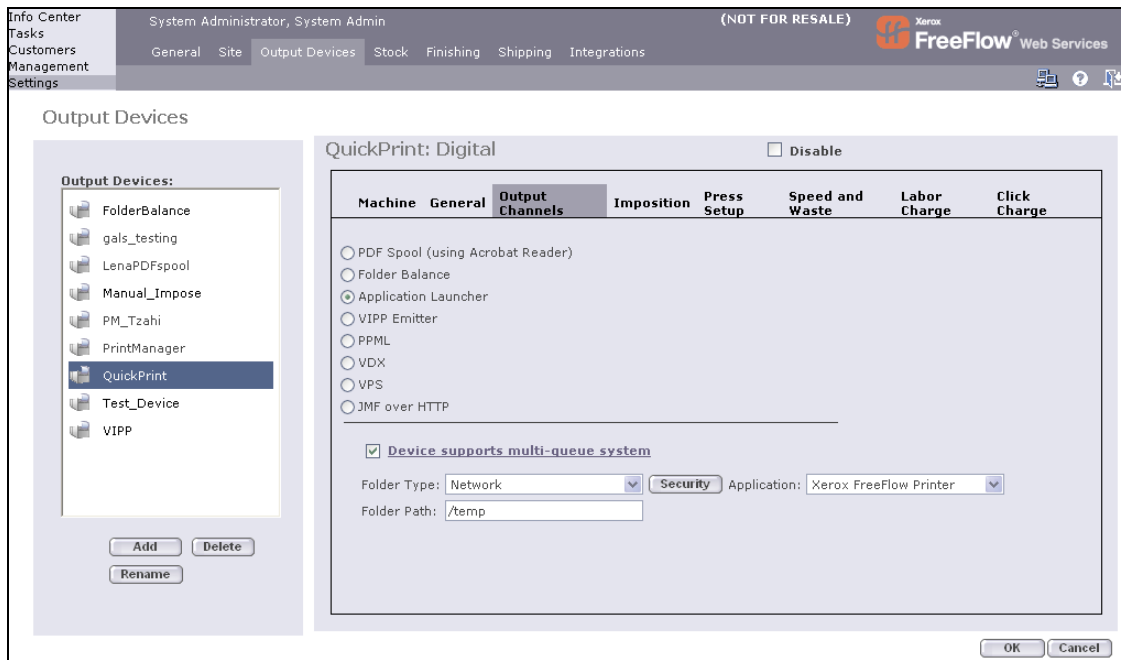 Info Center
Tasks
Customers
Management
Settings
System Administrator, System Admin
(NOT FOR RESALE)
General Site Output Devices Stock Finishing Shipping Integrations
Xerox
FreeFlow® Web Services
Output Devices
Output Devices:
FolderBalance
gals_testing
LenaPDFspool
Manual_Impose
PM_Tzahi
PrintManager
QuickPrint
Test_Device
VIPP
Add Delete
Rename
QuickPrint: Digital
Disable
Machine General Output Channels Imposition Press Setup Speed and Waste Labor Charge Click Charge
PDF Spool (using Acrobat Reader)
Folder Balance
Application Launcher
VIPP Emitter
PPML
VDX
VPS
JMF over HTTP
Device supports multi-queue system
Folder Type: Network Security Application: Xerox FreeFlow Printer
Folder Path: /temp
OK Cancel